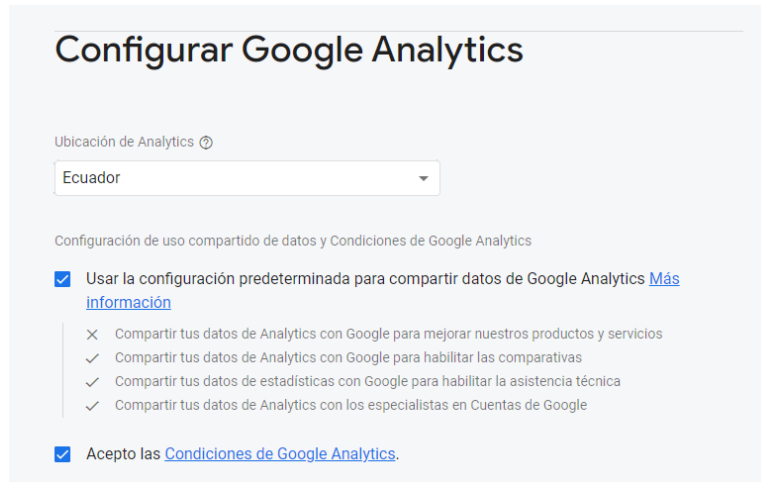 Configurar Google Analytics
Ubicación de Analytics
Ecuador
Configuración de uso compartido de datos y Condiciones de Google Analytics
Usar la configuración predeterminada para compartir datos de Google Analytics Más
información
Compartir tus datos de Analytics con Google para mejorar nuestros productos y servicios
Compartir tus datos de Analytics con Google para habilitar las comparativas
Compartir tus datos de estadísticas con Google para habilitar la asistencia técnica
Compartir tus datos de Analytics con los especialistas en Cuentas de Google
Acepto las Condiciones de Google Analytics.